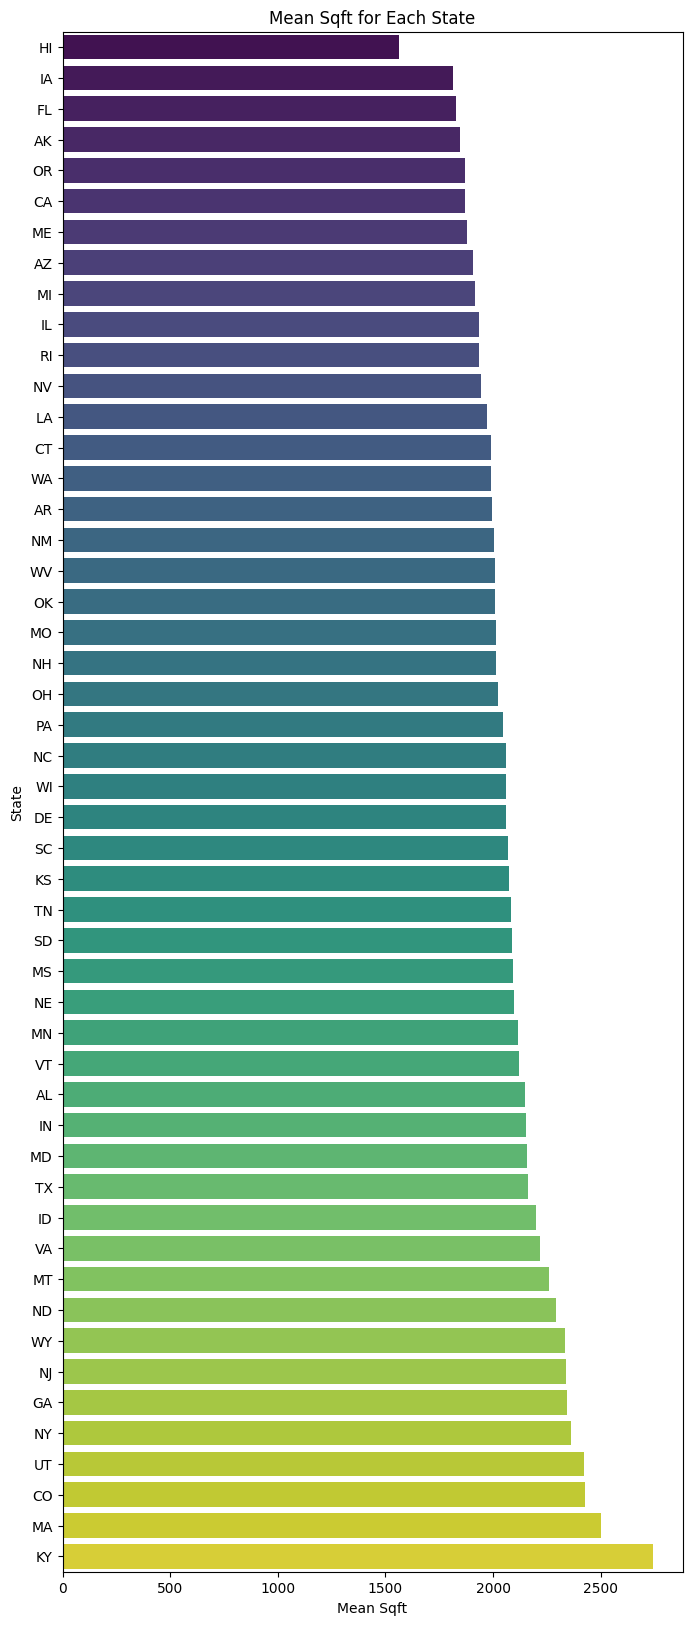 Mean Sqft for Each State
State
HI
IA
FL
AK
OR
CA
ME
AZ
MI
IL
RI
NV
LA
CT
WA
AR
NM
WV
OK
MO
NH
OH
PA
NC
WI
DE
SC
KS
TN
SD
MS
NE
MN
VT
AL
IN
MD
TX
ID
VA
MT
ND
WY
NJ
GA
NY
UT
CO
MA
KY
0 500 1000 1500 2000 2500
Mean Sqft